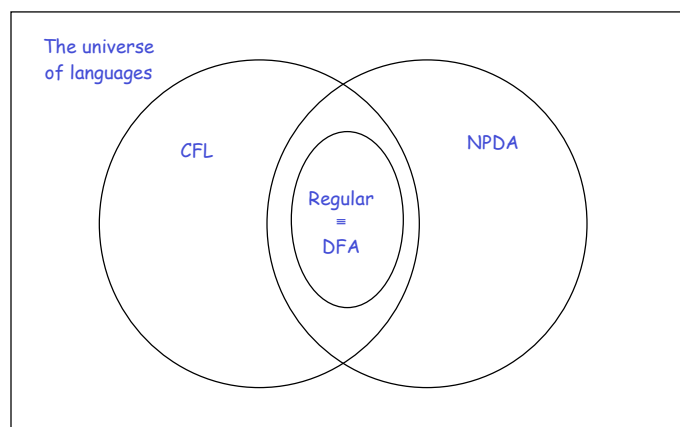 The universe
of languages
CFL
NPDA
Regular
≡
DFA